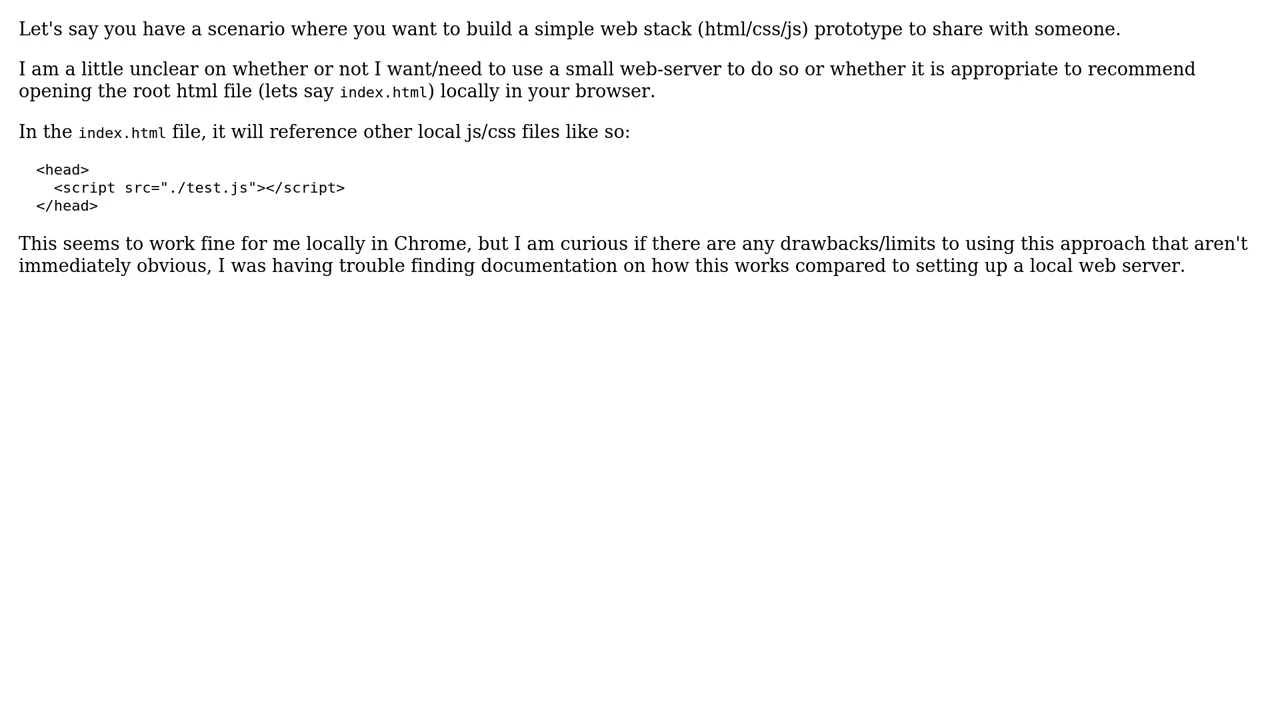 Let's say you have a scenario where you want to build a simple web stack (html/css/js) prototype to share with someone.
I am a little unclear on whether or not I want/need to use a small web-server to do so or whether it is appropriate to recommend
opening the root html file (lets say index.html) locally in your browser.
In the index.html file, it will reference other local js/css files like so:
<head>
  <script src="./test.js"></script>
</head>
This seems to work fine for me locally in Chrome, but I am curious if there are any drawbacks/limits to using this approach that aren't
immediately obvious, I was having trouble finding documentation on how this works compared to setting up a local web server.